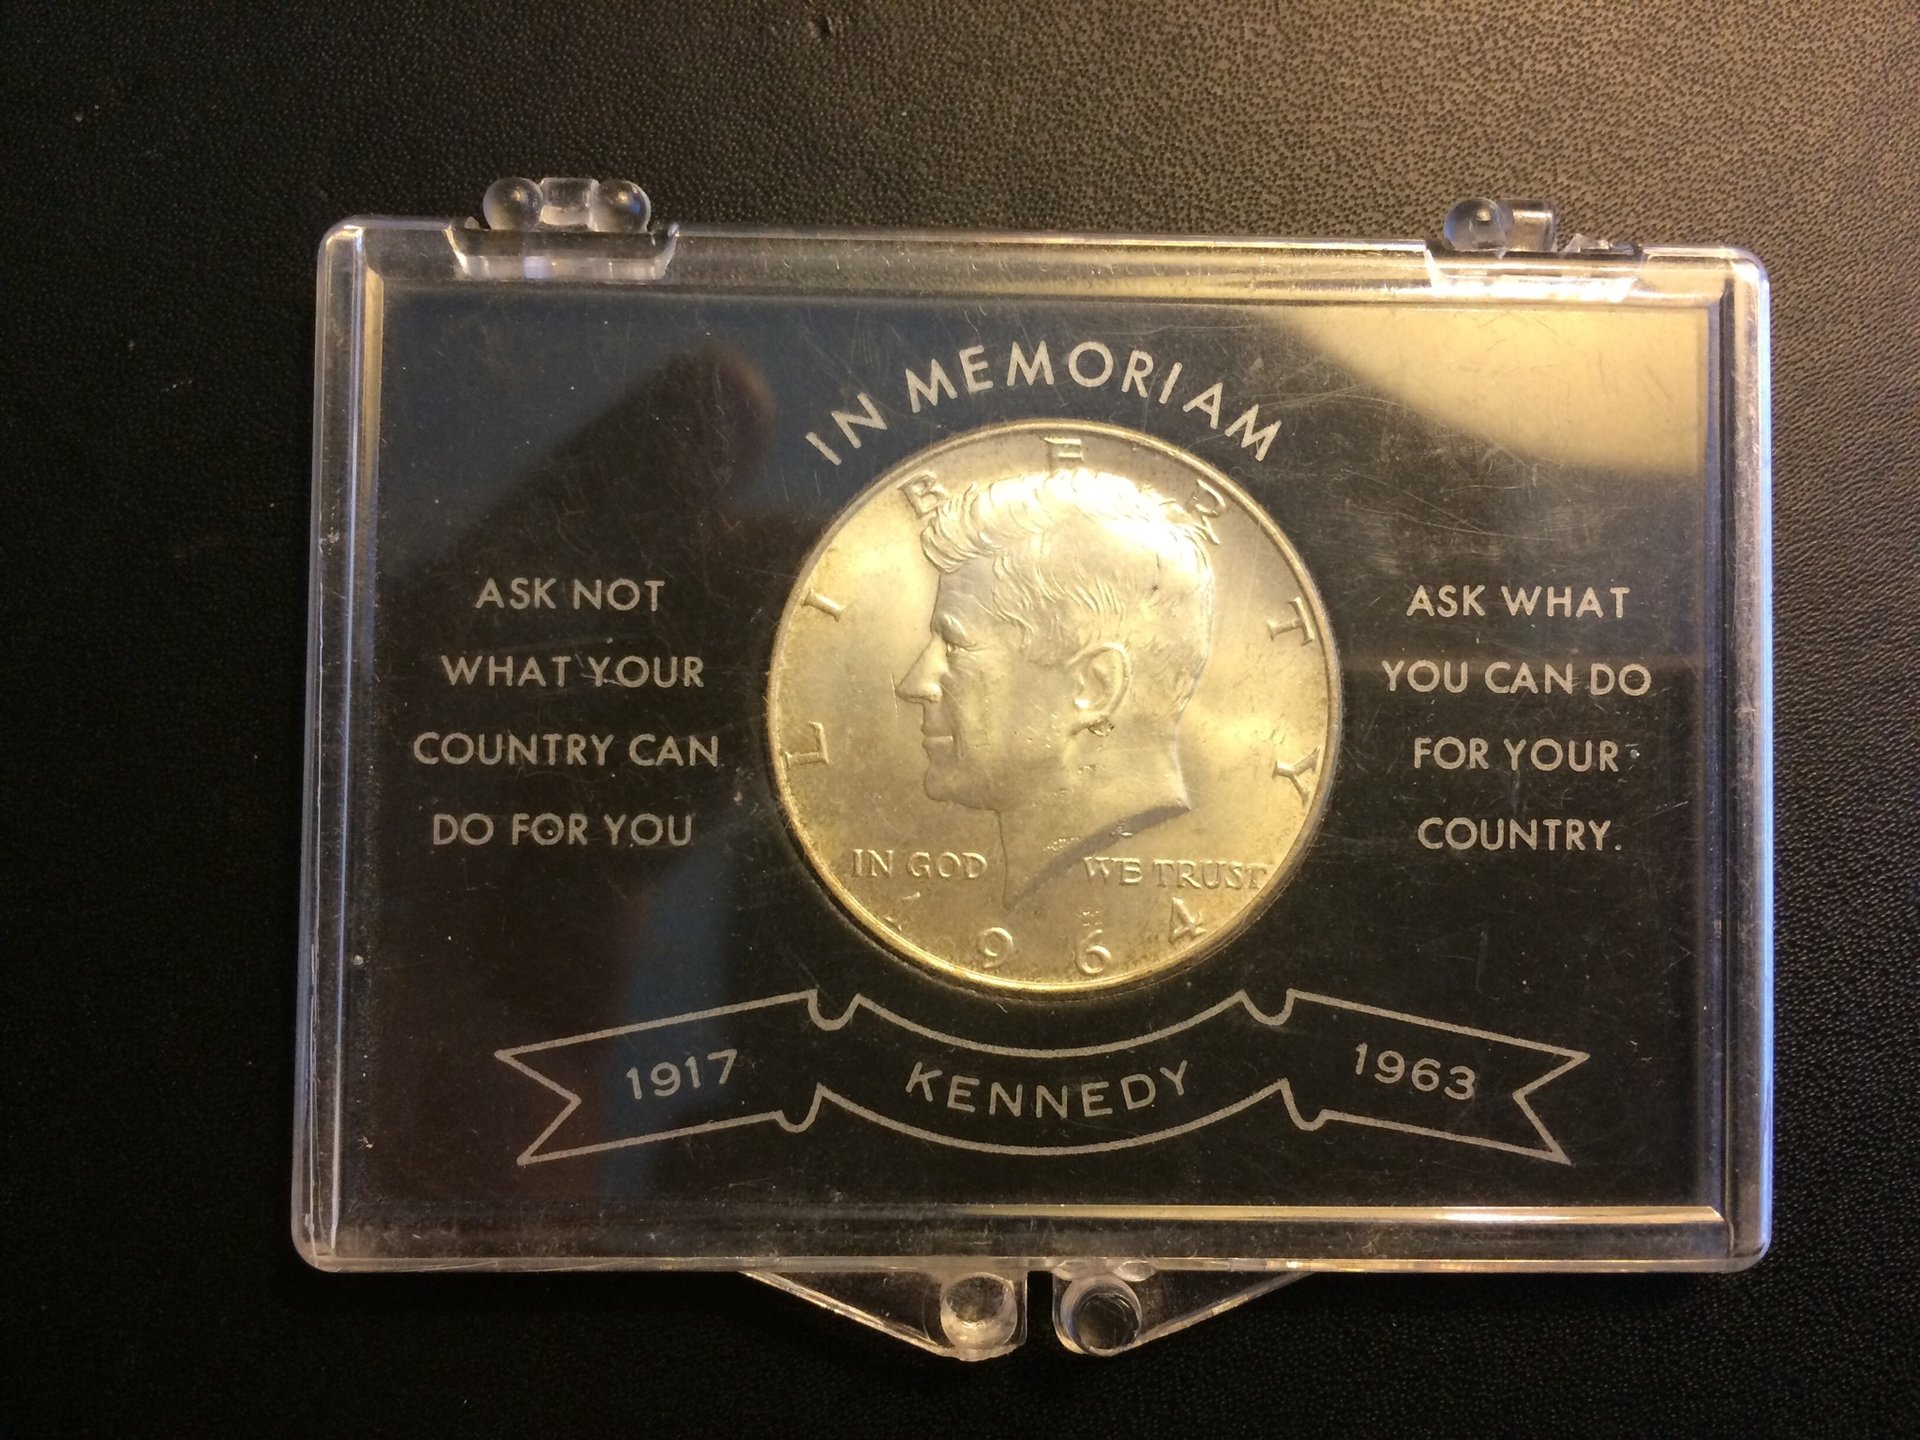 IN MEMORIAM
ASK NOT
WHAT YOUR
COUNTRY CAN
DO FOR YOU
LIBERTY
IN GOD WE TRUST
1964
ASK WHAT
YOU CAN DO
FOR YOUR
COUNTRY.
1917 KENNEDY 1963